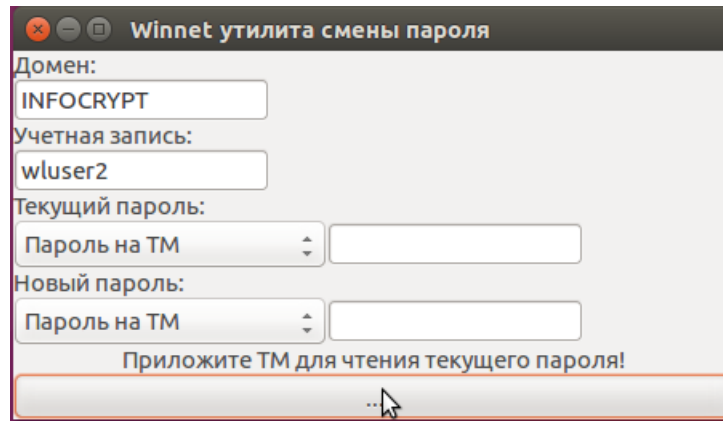 Winnet утилита смены пароля
Домен:
INFOCRYPT
Учетная запись:
wluser2
Текущий пароль:
Пароль на ТМ
Новый пароль:
Пароль на ТМ
Приложите ТМ для чтения текущего пароля!
...